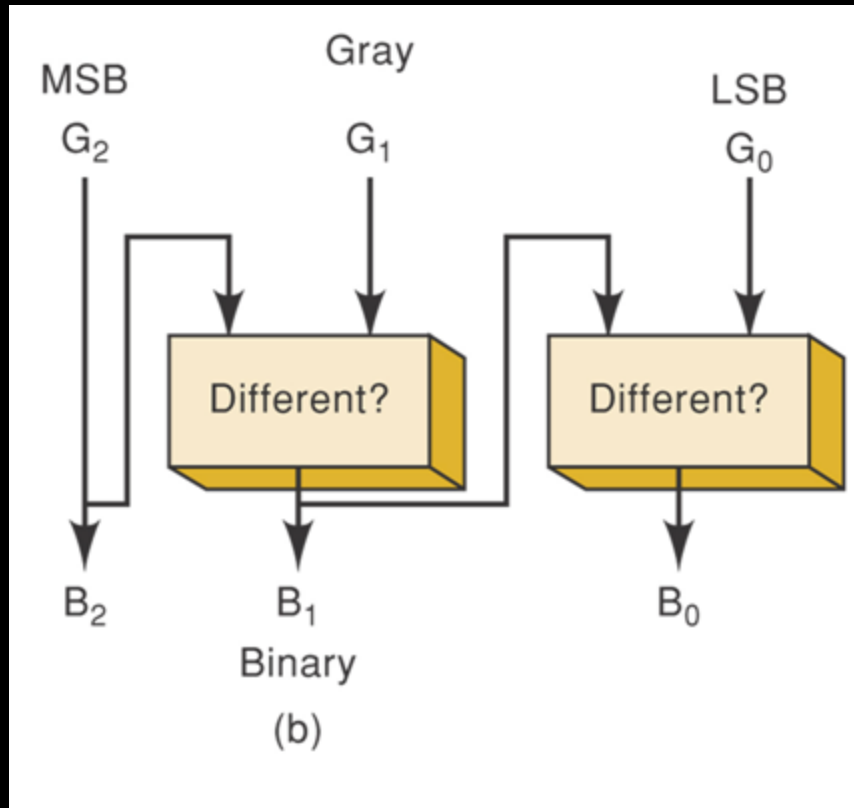 Gray
MSB
LSB
G₂
G₁
G₀
Different?
Different?
B₂
B₁
B₀
Binary
(b)